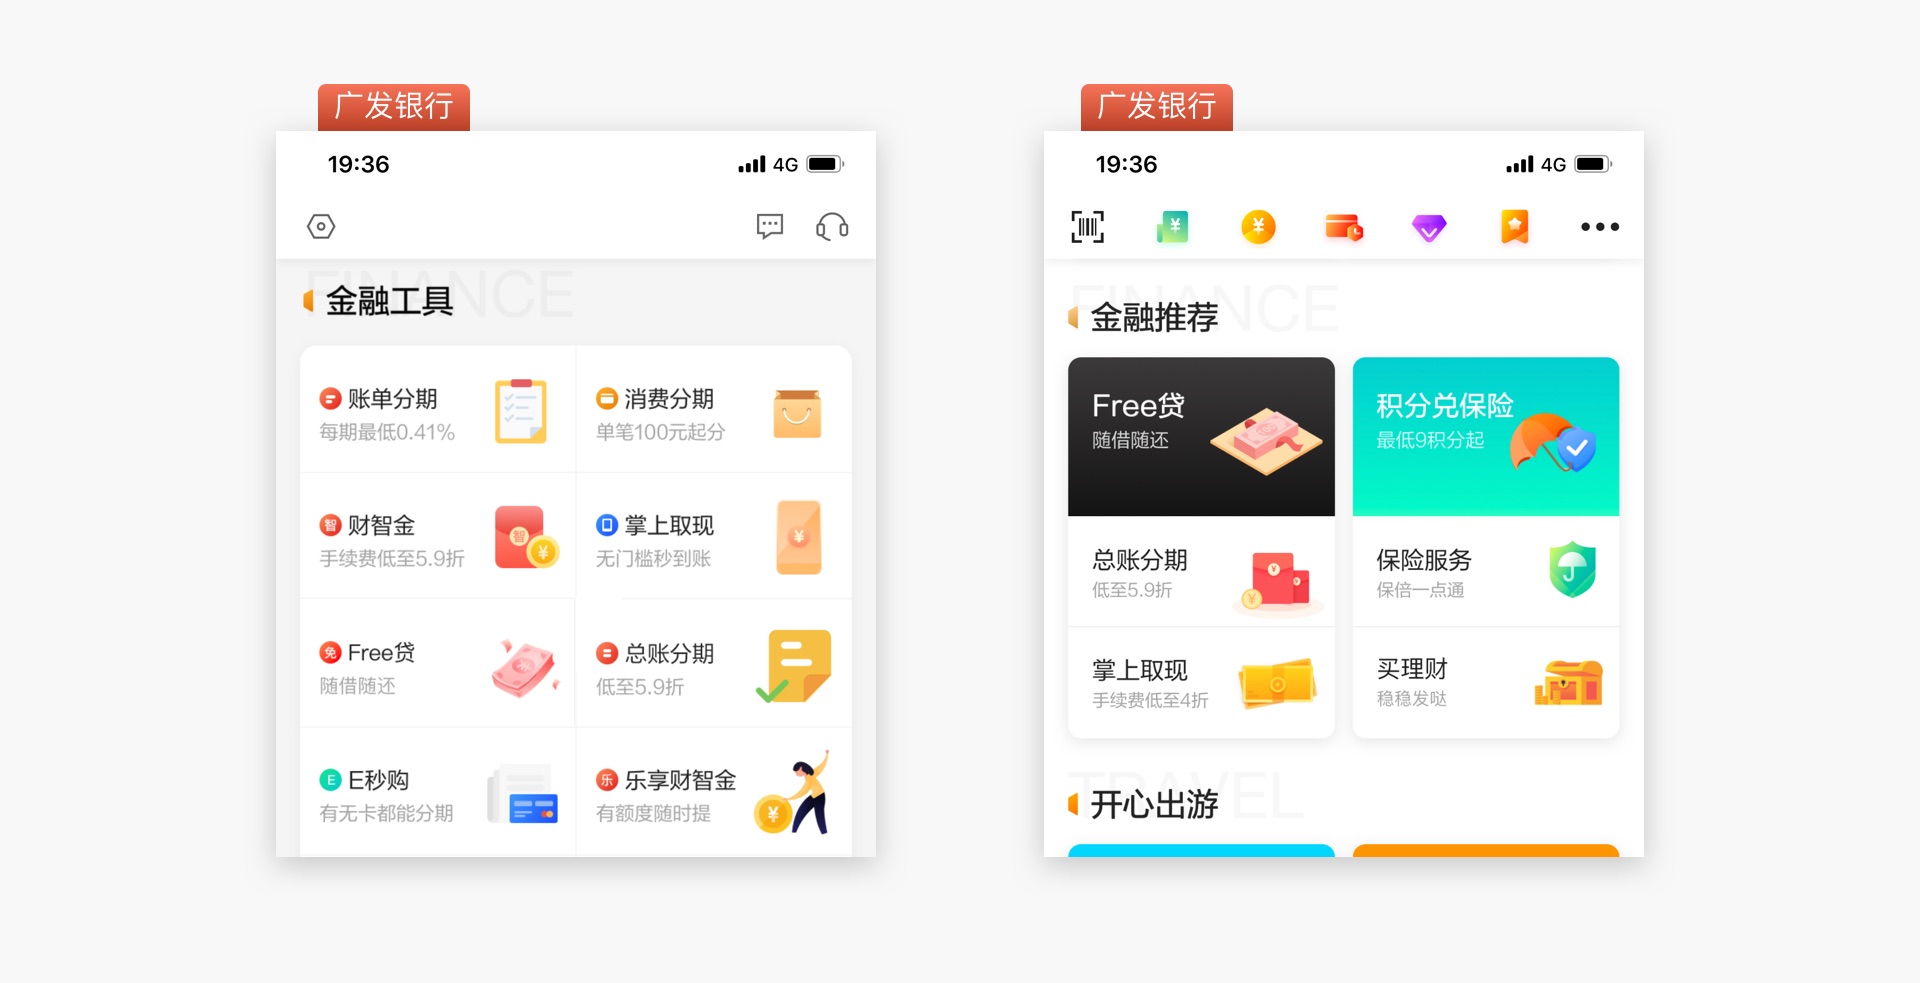 广发银行
19:36
4G
FINANCE
金融工具
账单分期
每期最低0.41%
消费分期
单笔100元起分
智
财智金
手续费低至5.9折
智
¥
掌上取现
无门槛秒到账
¥
免
Free贷
随借随还
总账分期
低至5.9折
E
E秒购
有无卡都能分期
乐
乐享财智金
有额度随时提
¥
广发银行
19:36
4G
¥
¥
FINANCE
金融推荐
Free贷
随借随还
积分兑保险
最低9积分起
总账分期
低至5.9折
¥
¥
¥
保险服务
保倍一点通
掌上取现
手续费低至4折
买理财
稳稳发哒
TRAVEL
开心出游